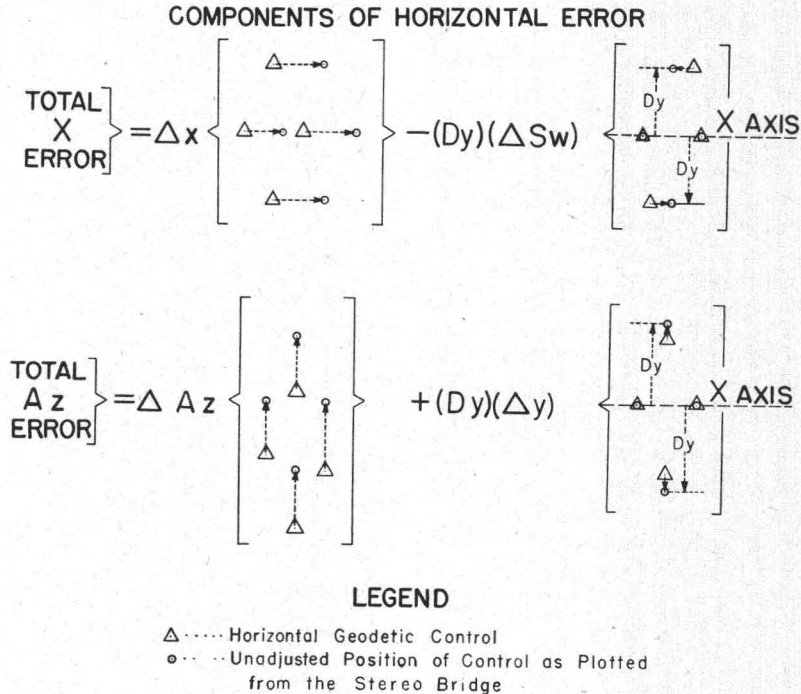 COMPONENTS OF HORIZONTAL ERROR
TOTAL
X
ERROR
= Δx
-(Dy)(ΔSw)
Dy
X AXIS
Dy
TOTAL
Az
ERROR
= Δ Az
+(Dy)(Δy)
Dy
X AXIS
Dy
LEGEND
△ ····· Horizontal Geodetic Control
∘ ·· ·· Unadjusted Position of Control as Plotted
from the Stereo Bridge